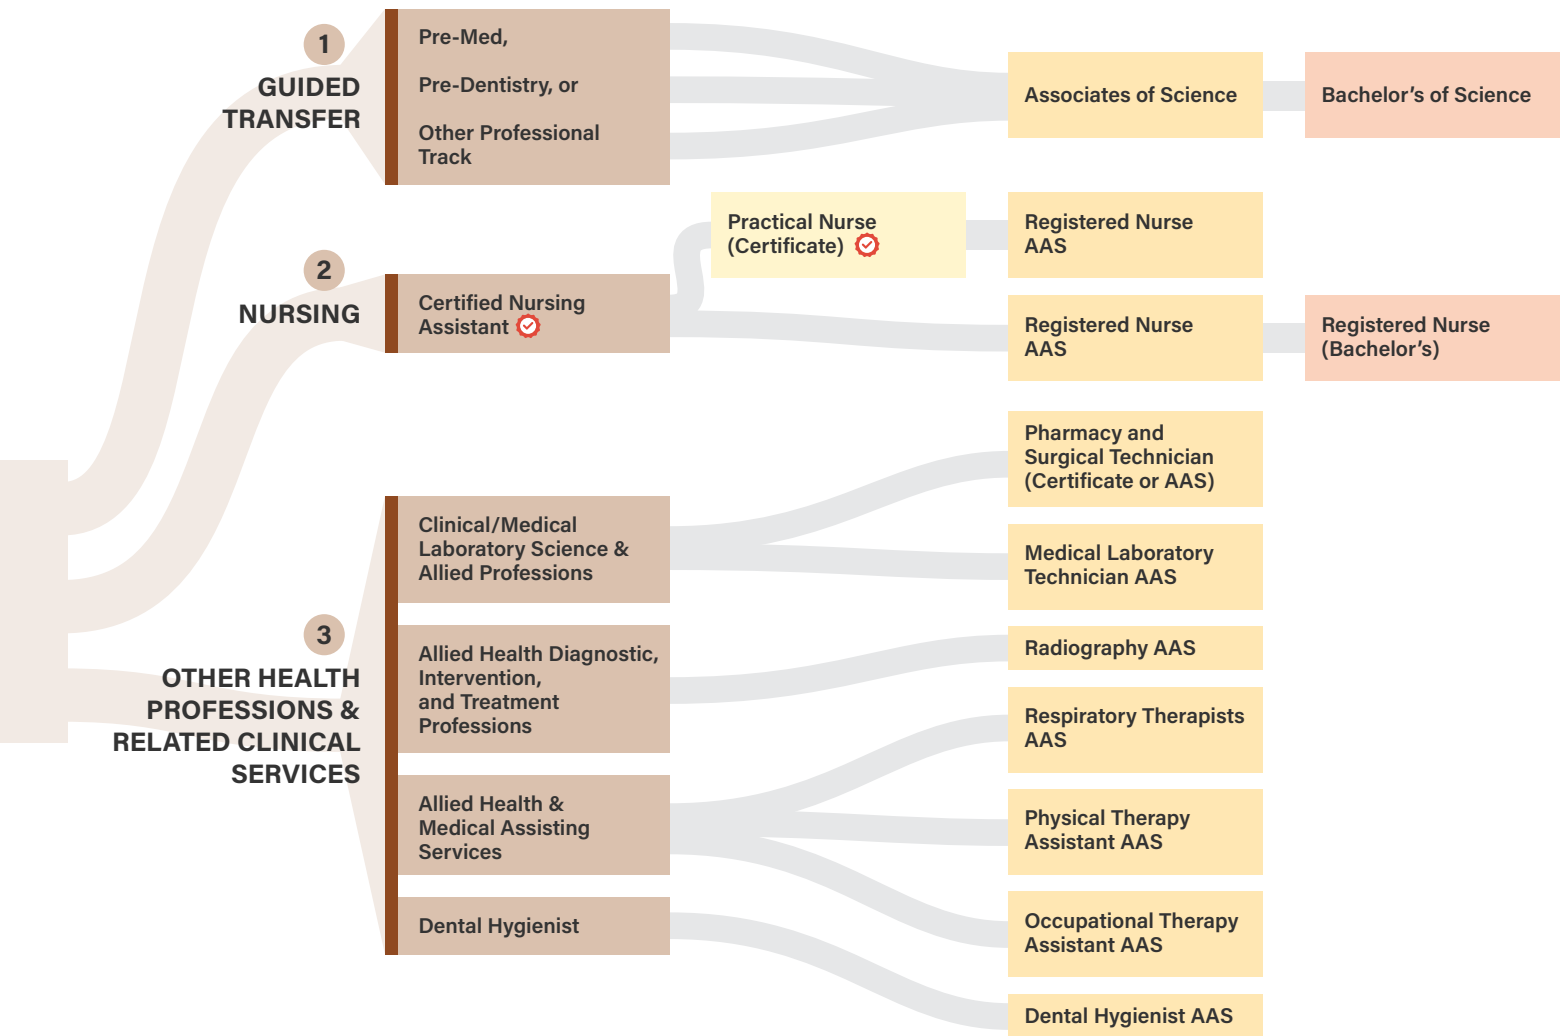 1
GUIDED
TRANSFER
Pre-Med,
Pre-Dentistry, or
Other Professional
Track
Associates of Science
Bachelor’s of Science
2
NURSING
Certified Nursing
Assistant
Practical Nurse
(Certificate)
Registered Nurse
AAS
Registered Nurse
AAS
Registered Nurse
(Bachelor’s)
3
OTHER HEALTH
PROFESSIONS &
RELATED CLINICAL
SERVICES
Clinical/Medical
Laboratory Science &
Allied Professions
Pharmacy and
Surgical Technician
(Certificate or AAS)
Medical Laboratory
Technician AAS
Allied Health Diagnostic,
Intervention,
and Treatment
Professions
Radiography AAS
Allied Health &
Medical Assisting
Services
Respiratory Therapists
AAS
Physical Therapy
Assistant AAS
Occupational Therapy
Assistant AAS
Dental Hygienist
Dental Hygienist AAS